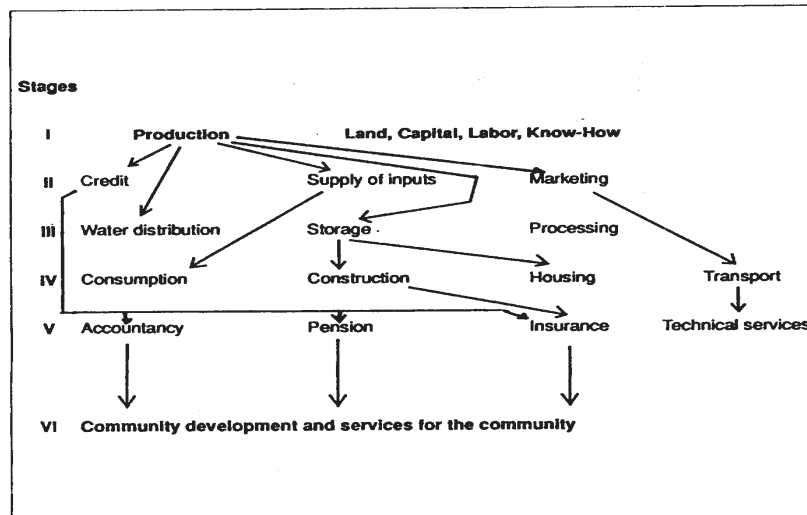 Stages
I Production Land, Capital, Labor, Know-How
II Credit Supply of inputs Marketing
III Water distribution Storage Processing
IV Consumption Construction Housing Transport
V Accountancy Pension Insurance Technical services
VI Community development and services for the community